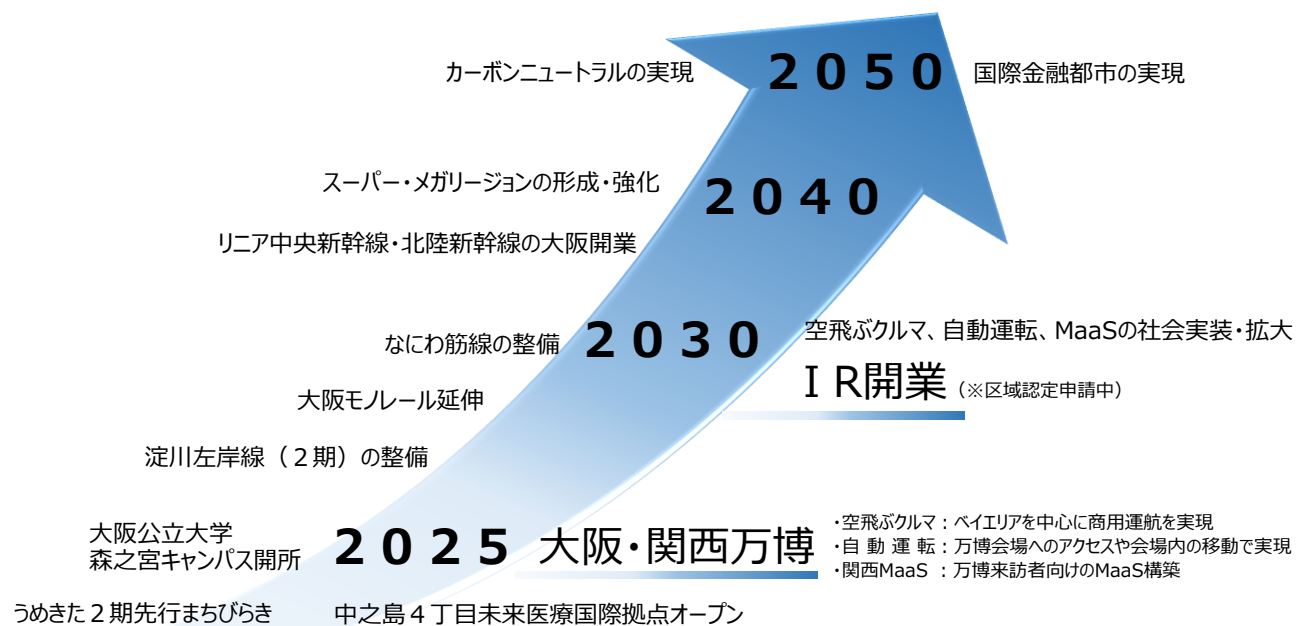 カーボンニュートラルの実現 ２０５０ 国際金融都市の実現
スーパー・メガリージョンの形成・強化 ２０４０
リニア中央新幹線・北陸新幹線の大阪開業
なにわ筋線の整備 ２０３０ 空飛ぶクルマ、自動運転、MaaSの社会実装・拡大
大阪モノレール延伸 ＩＲ開業（※区域認定申請中）
淀川左岸線（２期）の整備
大阪公立大学
森之宮キャンパス開所
２０２５ 大阪・関西万博
・空飛ぶクルマ：ベイエリアを中心に商用運航を実現
・自 動 運 転：万博会場へのアクセスや会場内の移動で実現
・関西MaaS ：万博来訪者向けのMaaS構築
うめきた２期先行まちびらき 中之島４丁目未来医療国際拠点オープン